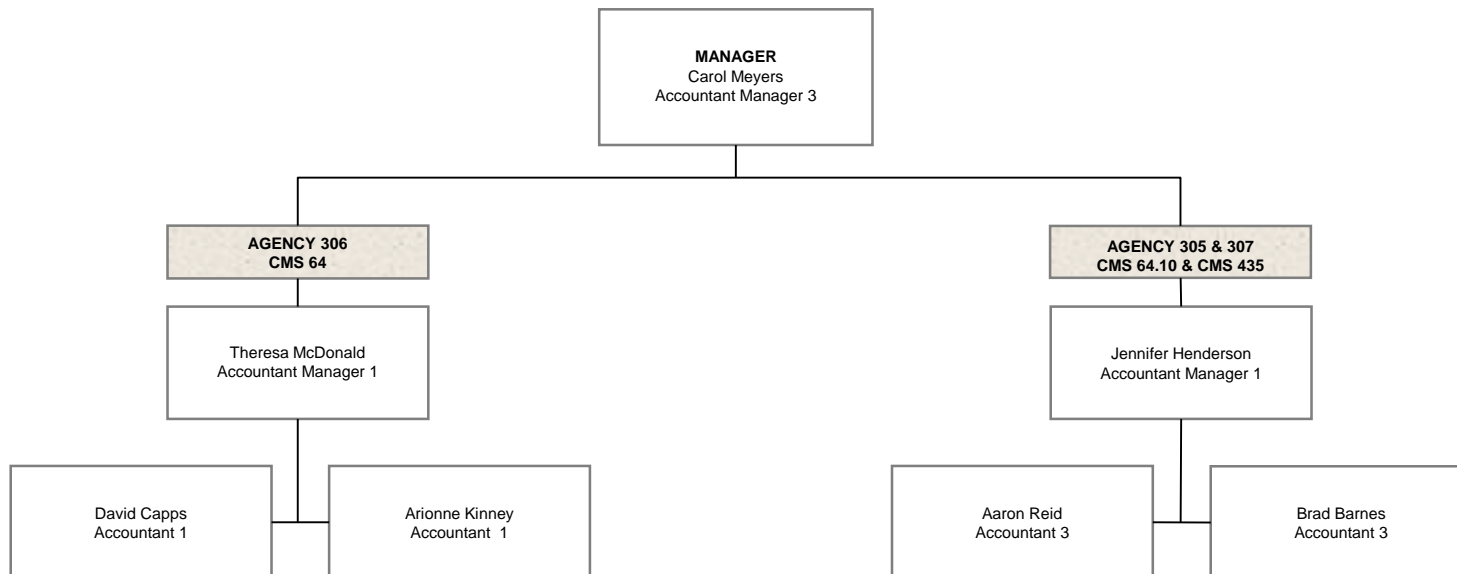 MANAGER
Carol Meyers
Accountant Manager 3
AGENCY 306
CMS 64
AGENCY 305 & 307
CMS 64.10 & CMS 435
Theresa McDonald
Accountant Manager 1
Jennifer Henderson
Accountant Manager 1
David Capps
Accountant 1
Arionne Kinney
Accountant  1
Aaron Reid
Accountant 3
Brad Barnes
Accountant 3